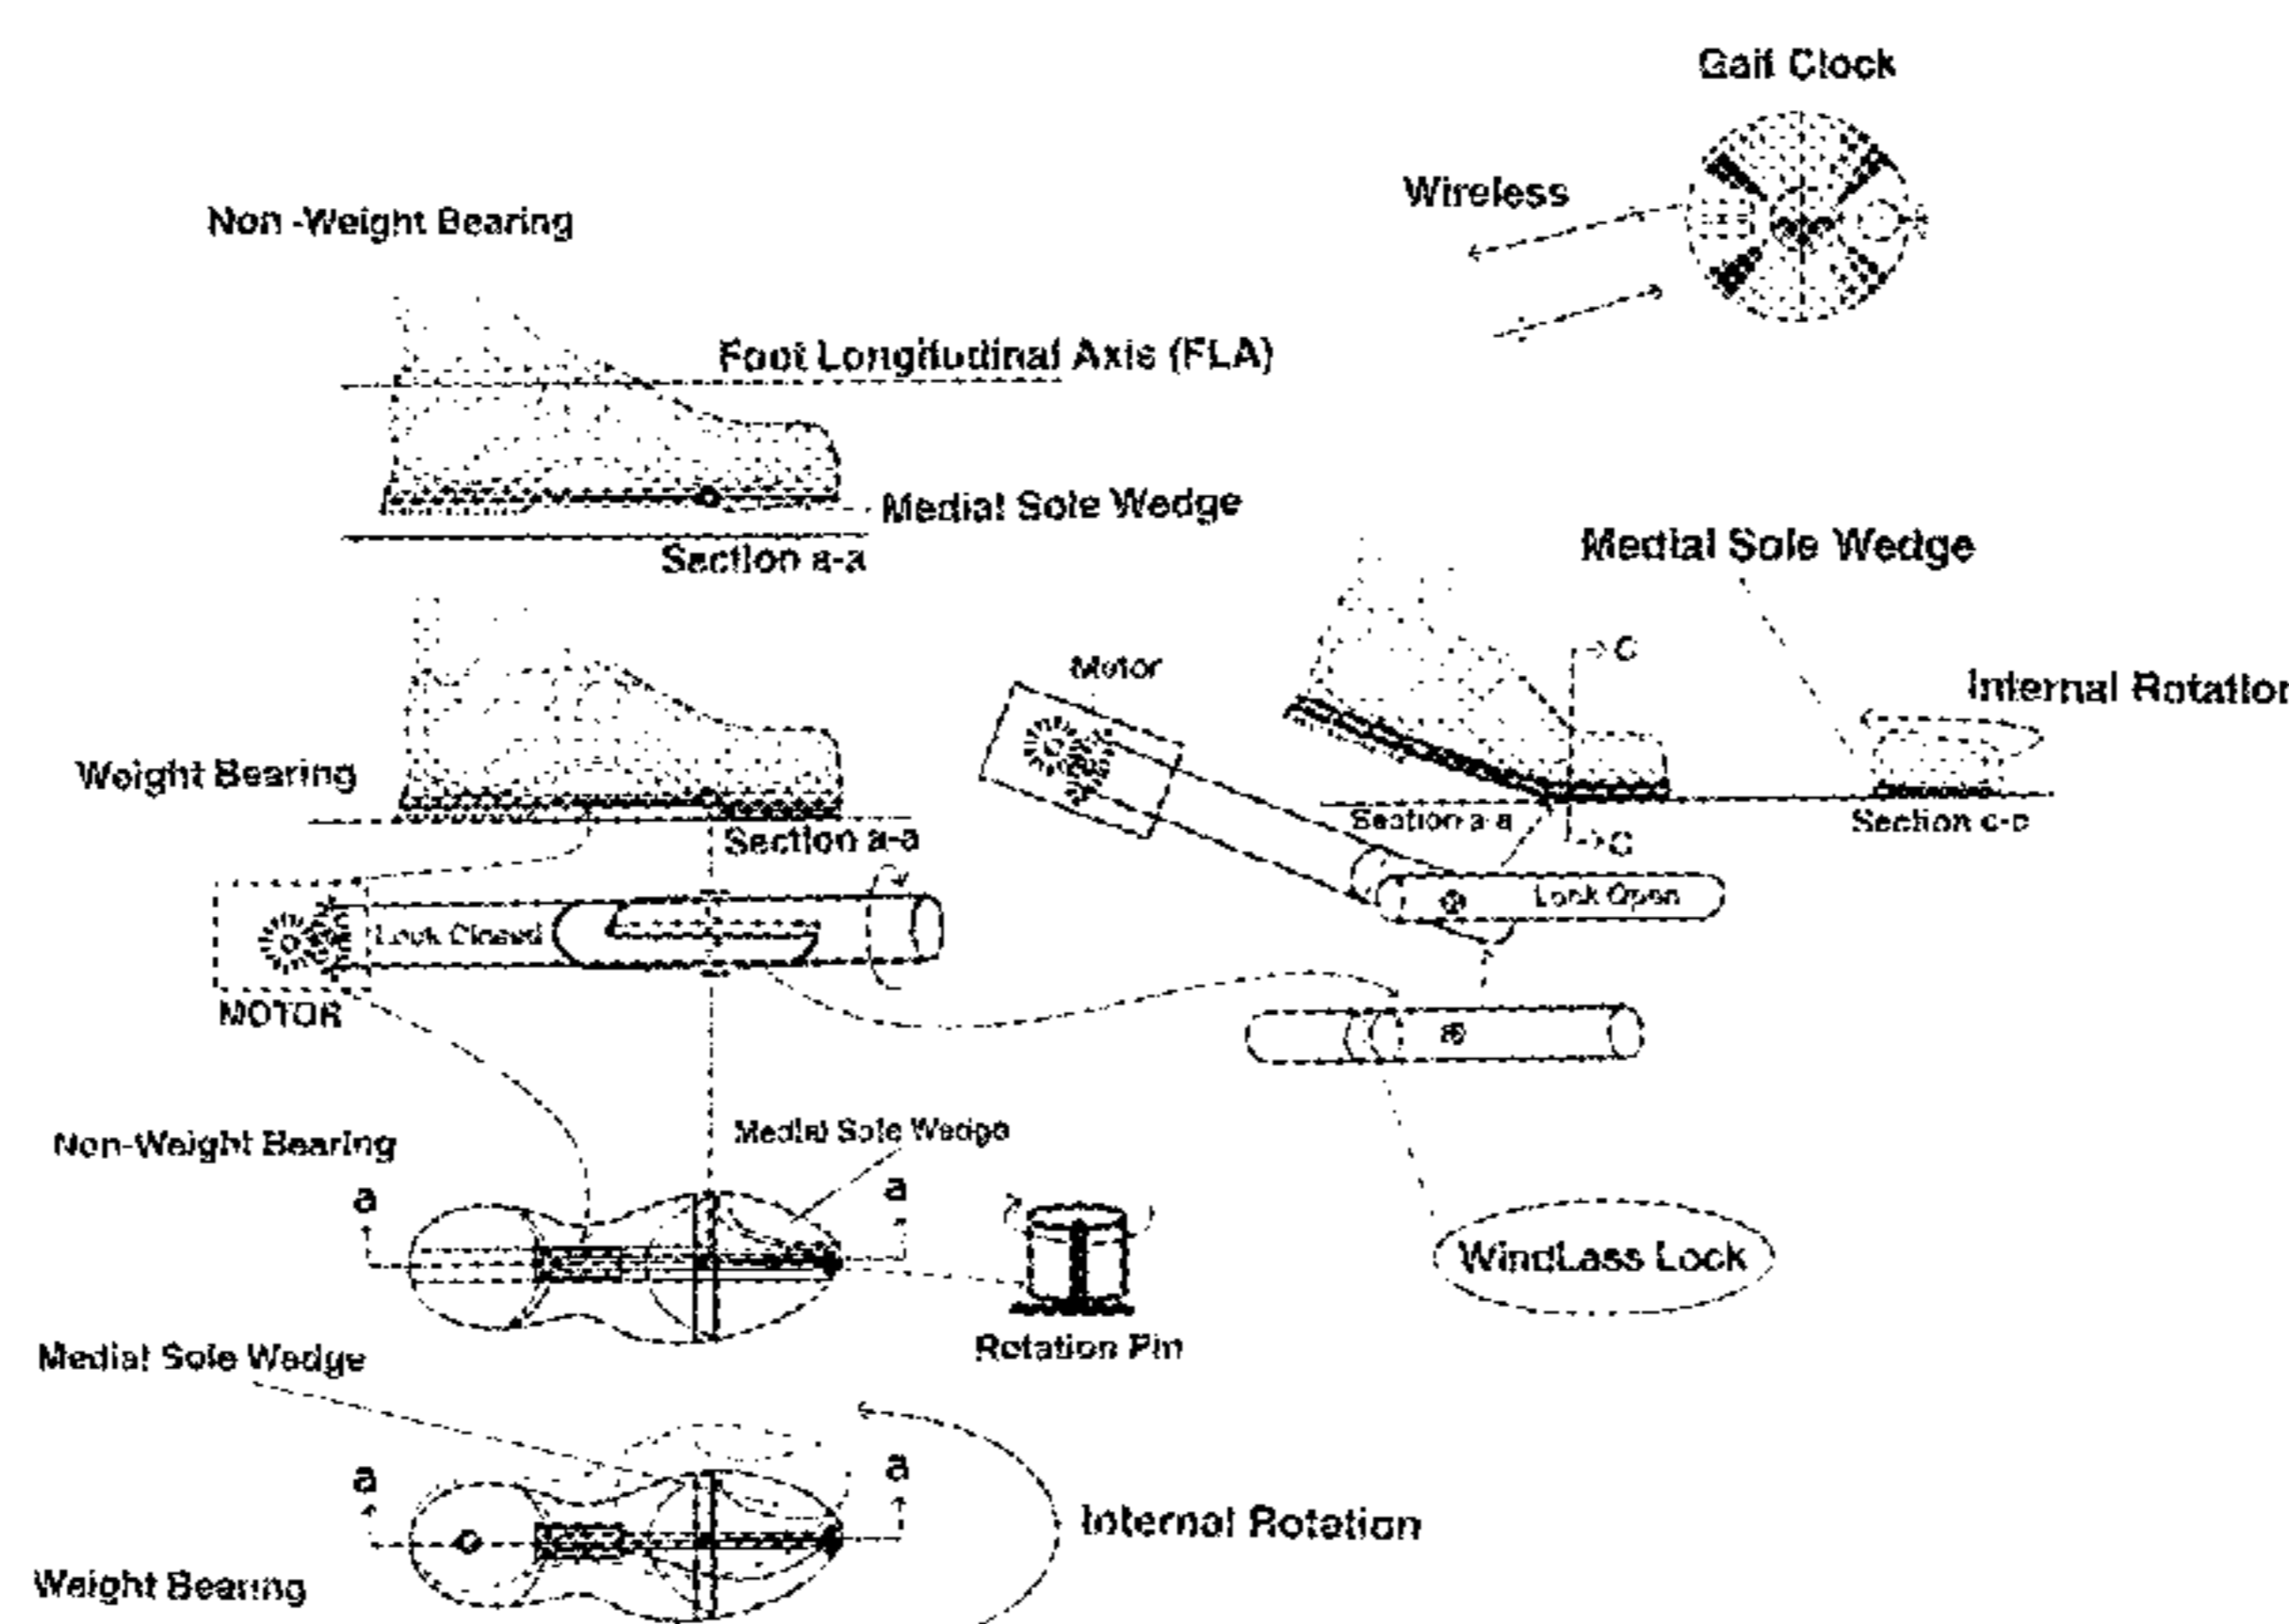 Gait Clock
Wireless
Non -Weight Bearing
Foot Longitudinal Axis (FLA)
Medial Sole Wedge
Section a-a
Medial Sole Wedge
C
Motor
Internal Rotation
Weight Bearing
Section a-a
Section a-a
C
Section c-c
Lock Open
Lock Closed
MOTOR
Non-Weight Bearing
Medial Sole Wedge
a
a
WindLass Lock
Rotation Pin
Medial Sole Wedge
a
a
Internal Rotation
Weight Bearing